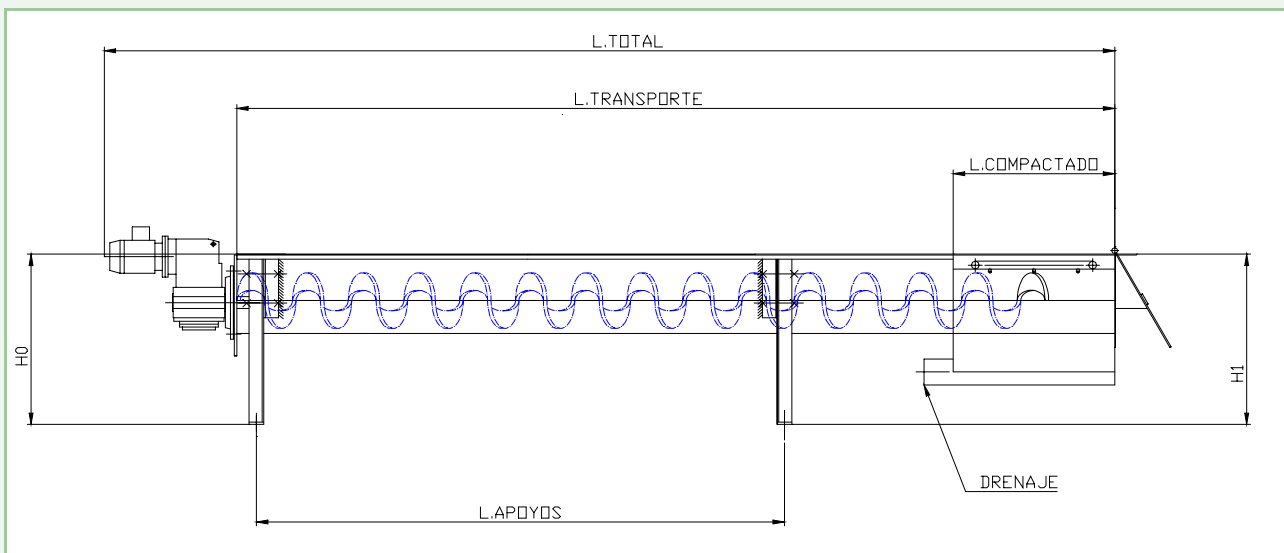 L.TOTAL
L.TRANSPORTE
L.COMPACTADO
H0
H1
DRENAJE
L.APOYOS